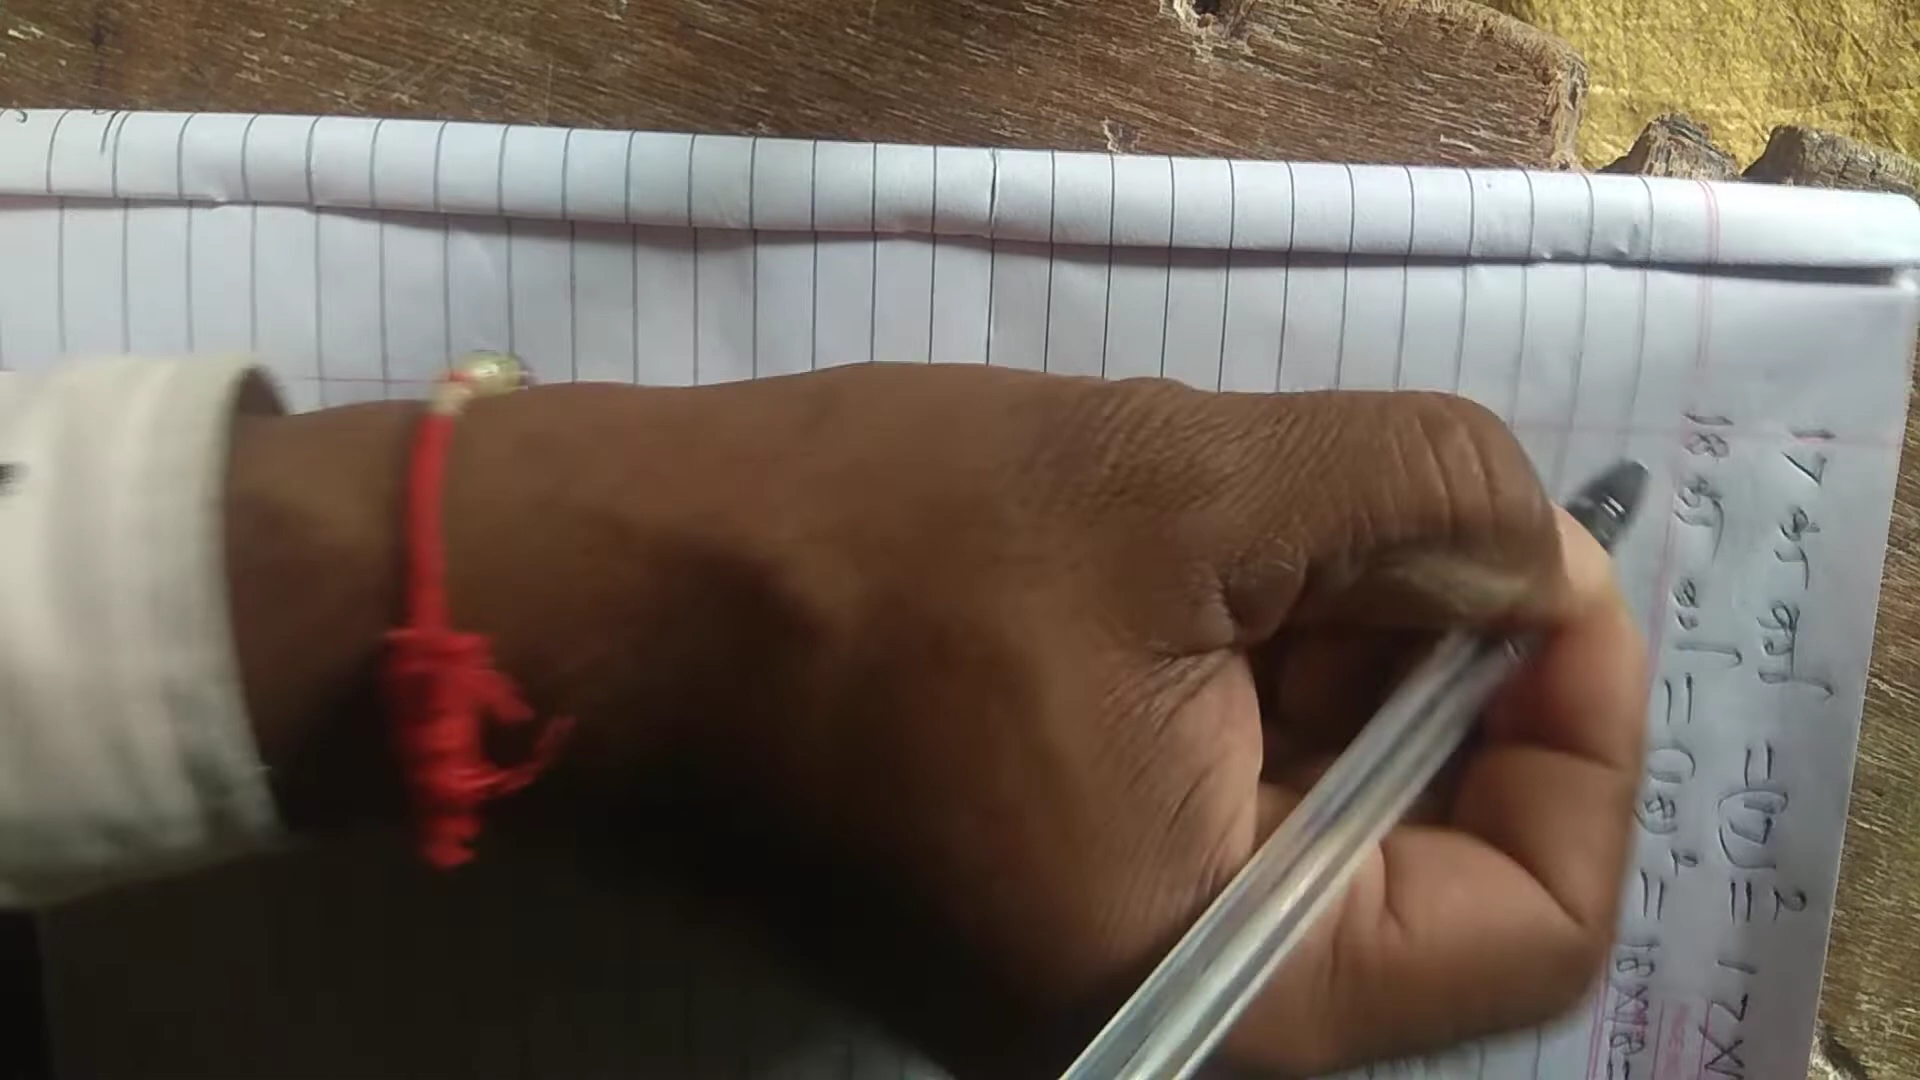 17 का वर्ग = (17)² = 17×
18 का वर्ग = (18)² = 18×18=